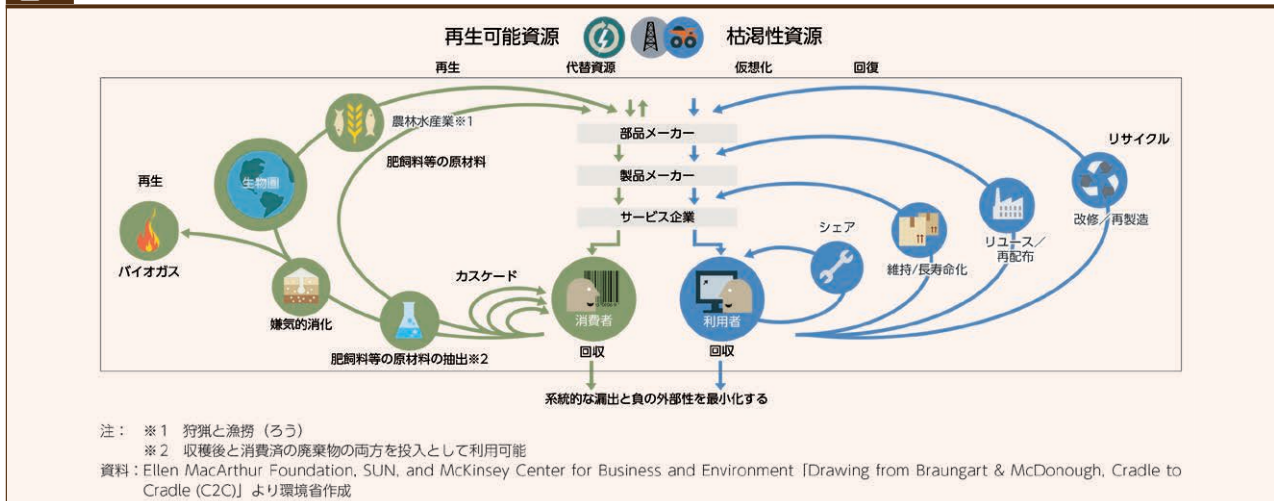 再生可能資源
枯渇性資源
再生
代替資源
仮想化
回復
農林水産業※1
肥飼料等の原材料
生物圏
再生
バイオガス
嫌気的消化
肥飼料等の原材料の抽出※2
カスケード
部品メーカー
製品メーカー
サービス企業
消費者
利用者
回収
回収
シェア
維持/長寿命化
リユース/
再配布
リサイクル
改修/再製造
系統的な漏出と負の外部性を最小化する
注： ※1 狩猟と漁撈（ろう）
※2 収穫後と消費済の廃棄物の両方を投入として利用可能
資料：Ellen MacArthur Foundation, SUN, and McKinsey Center for Business and Environment「Drawing from Braungart & McDonough, Cradle to
Cradle (C2C)」より環境省作成